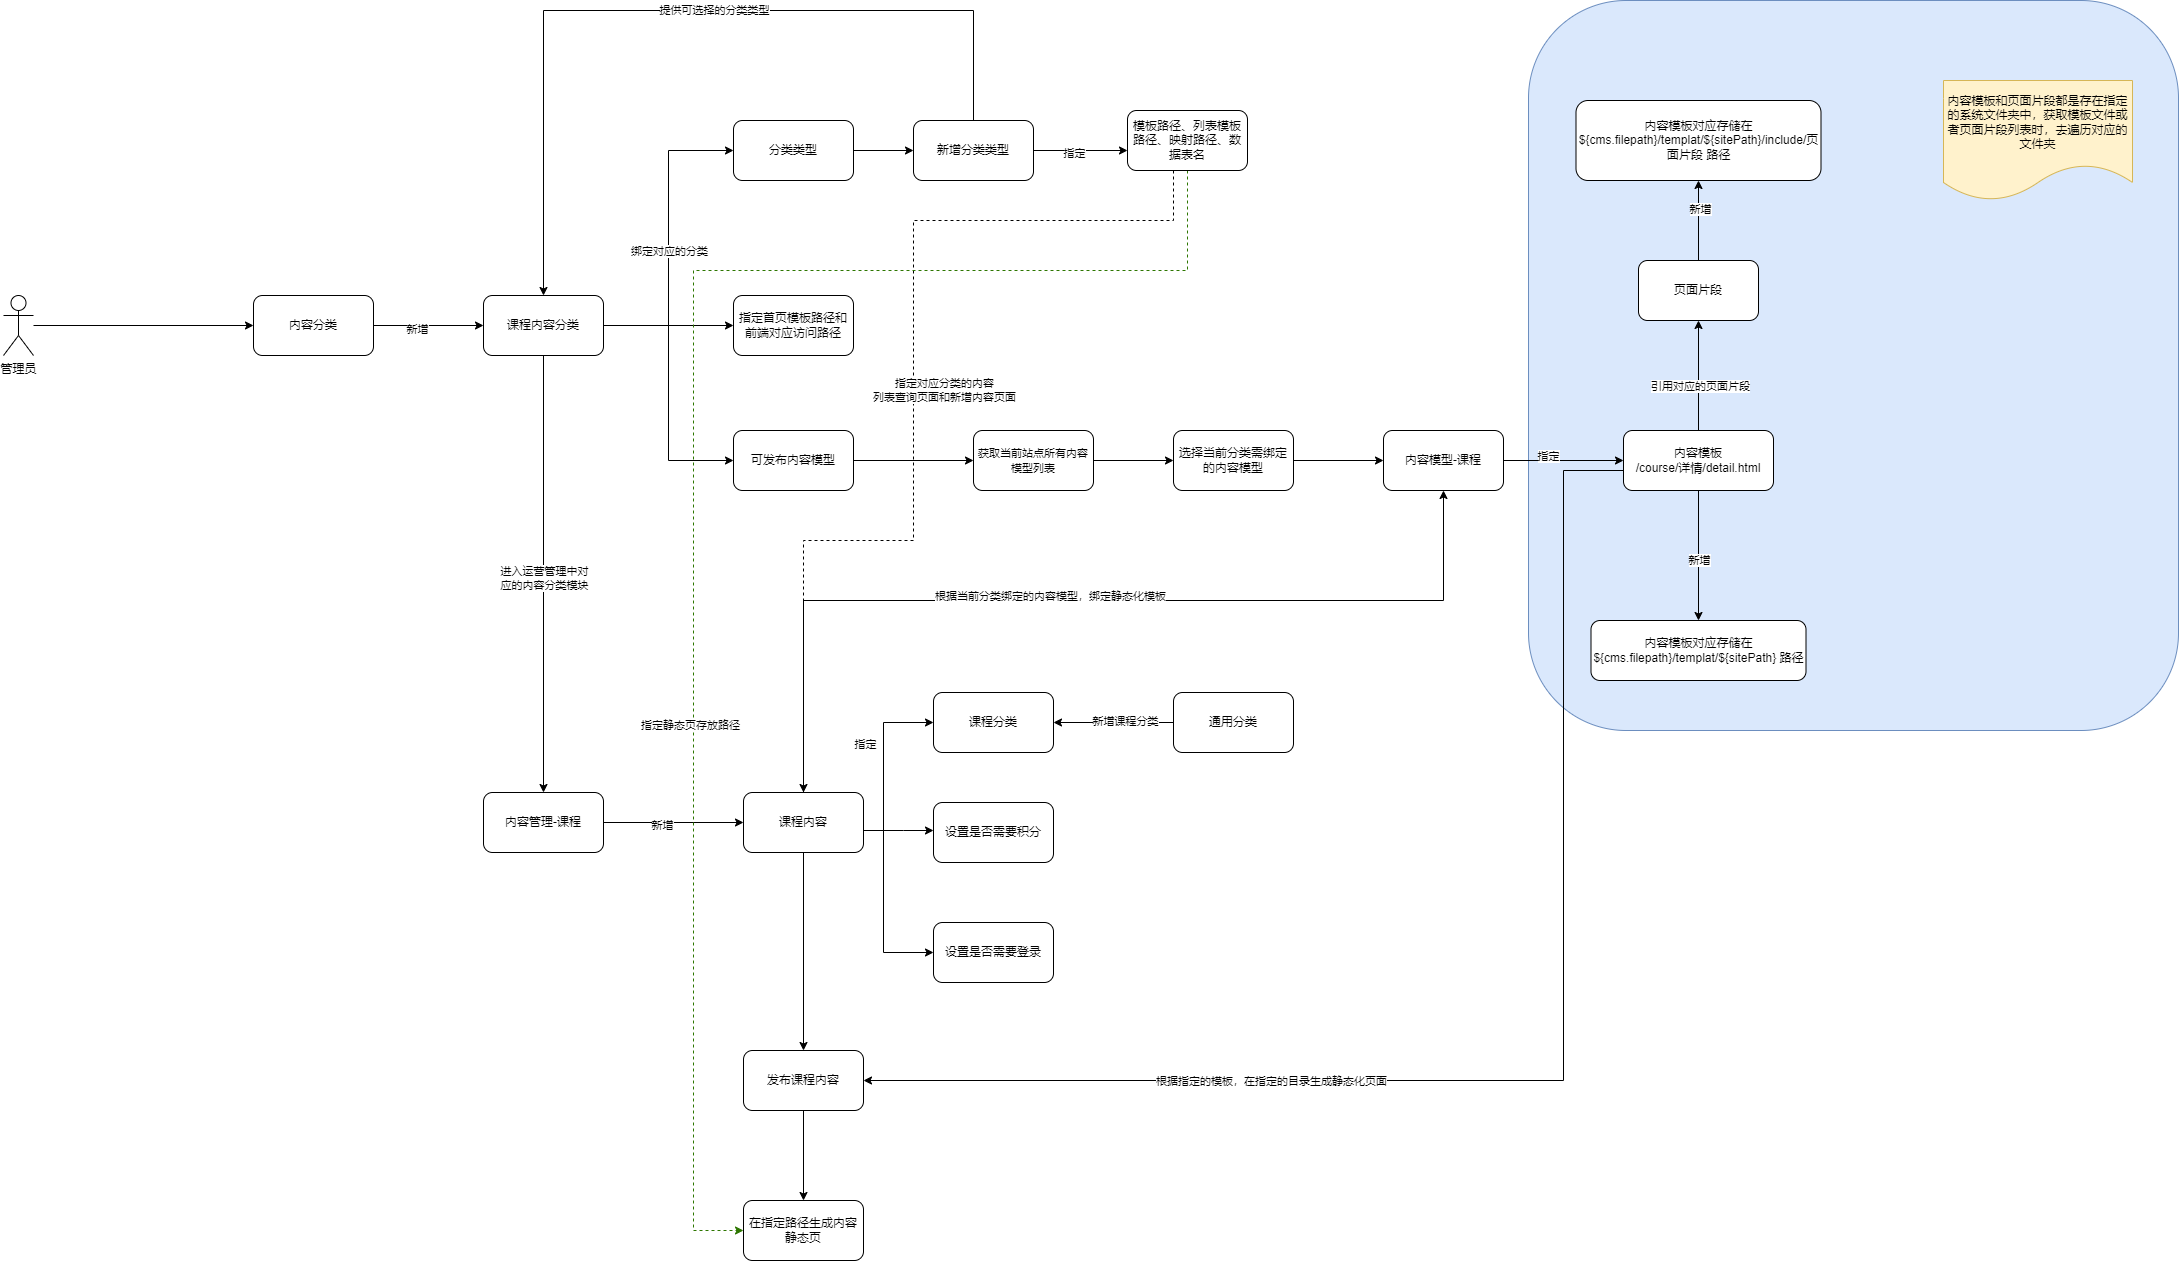 提供可选择的分类类型
分类类型
新增分类类型
指定
模板路径、列表模板
路径、映射路径、数
据表名
内容模板对应存储在
${cms.filepath}/templat/${sitePath}/include/页
面片段 路径
内容模板和页面片段都是存在指定
的系统文件夹中，获取模板文件或
者页面片段列表时，去遍历对应的
文件夹
新增
绑定对应的分类
页面片段
管理员
内容分类
新增
课程内容分类
指定首页模板路径和
前端对应访问路径
指定对应分类的内容
列表查询页面和新增内容页面
引用对应的页面片段
可发布内容模型
获取当前站点所有内容
模型列表
选择当前分类需绑定
的内容模型
内容模型-课程
指定
内容模板
/course/详情/detail.html
进入运营管理中对
应的内容分类模块
新增
根据当前分类绑定的内容模型，绑定静态化模板
内容模板对应存储在
${cms.filepath}/templat/${sitePath} 路径
指定静态页存放路径
指定
课程分类
新增课程分类
通用分类
内容管理-课程
新增
课程内容
设置是否需要积分
设置是否需要登录
发布课程内容
根据指定的模板，在指定的目录生成静态化页面
在指定路径生成内容
静态页